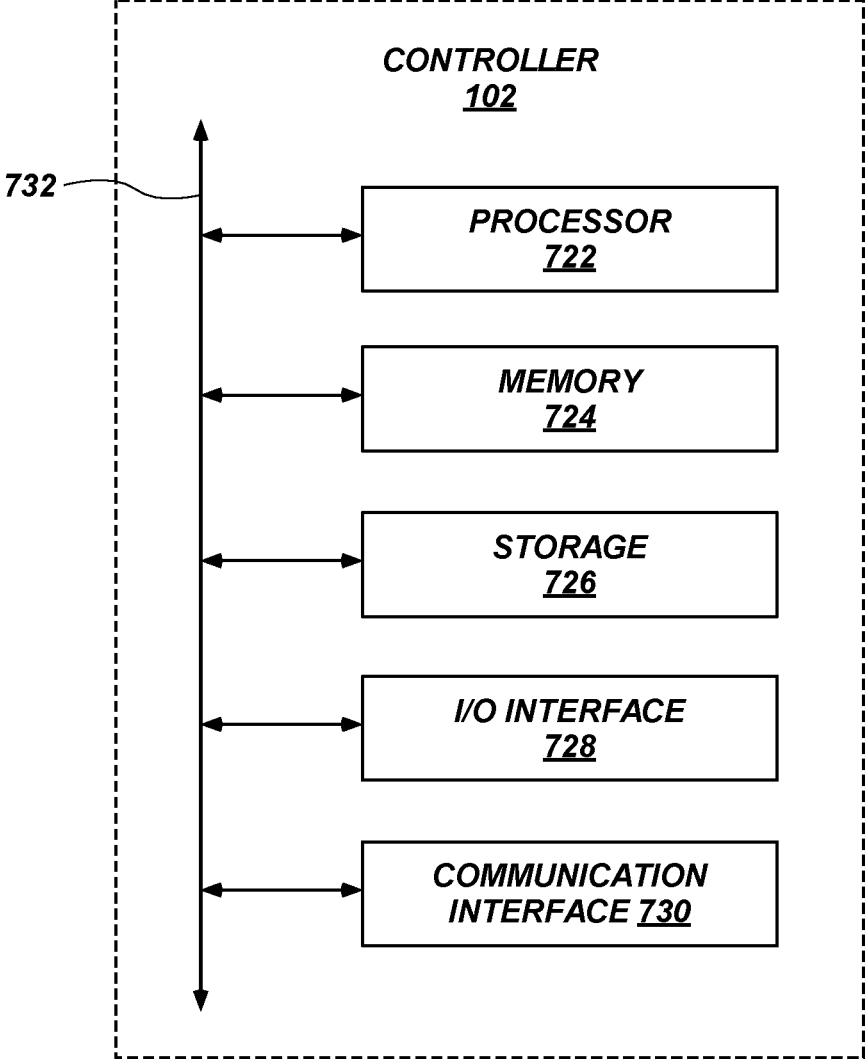 CONTROLLER
102
732
PROCESSOR
722
MEMORY
724
STORAGE
726
I/O INTERFACE
728
COMMUNICATION
INTERFACE 730